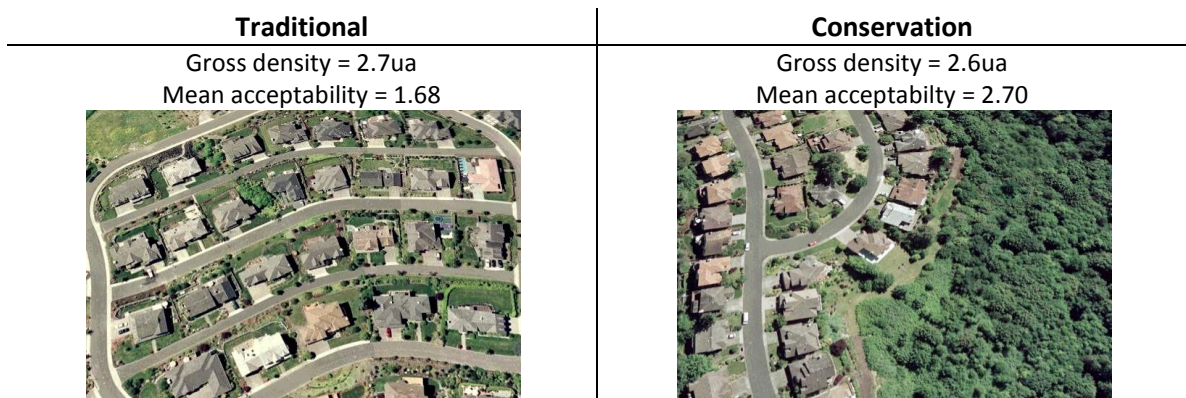 Traditional
Conservation
Gross density = 2.7ua
Mean acceptability = 1.68
Gross density = 2.6ua
Mean acceptabilty = 2.70